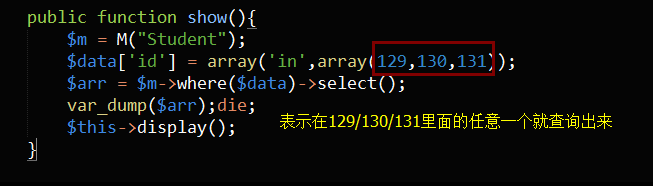 public function show(){
$m = M("Student");
$data['id'] = array('in',array(129,130,131));
$arr = $m->where($data)->select();
var_dump($arr);die;
$this->display();
表示在129/130/131里面的任意一个就查询出来
}